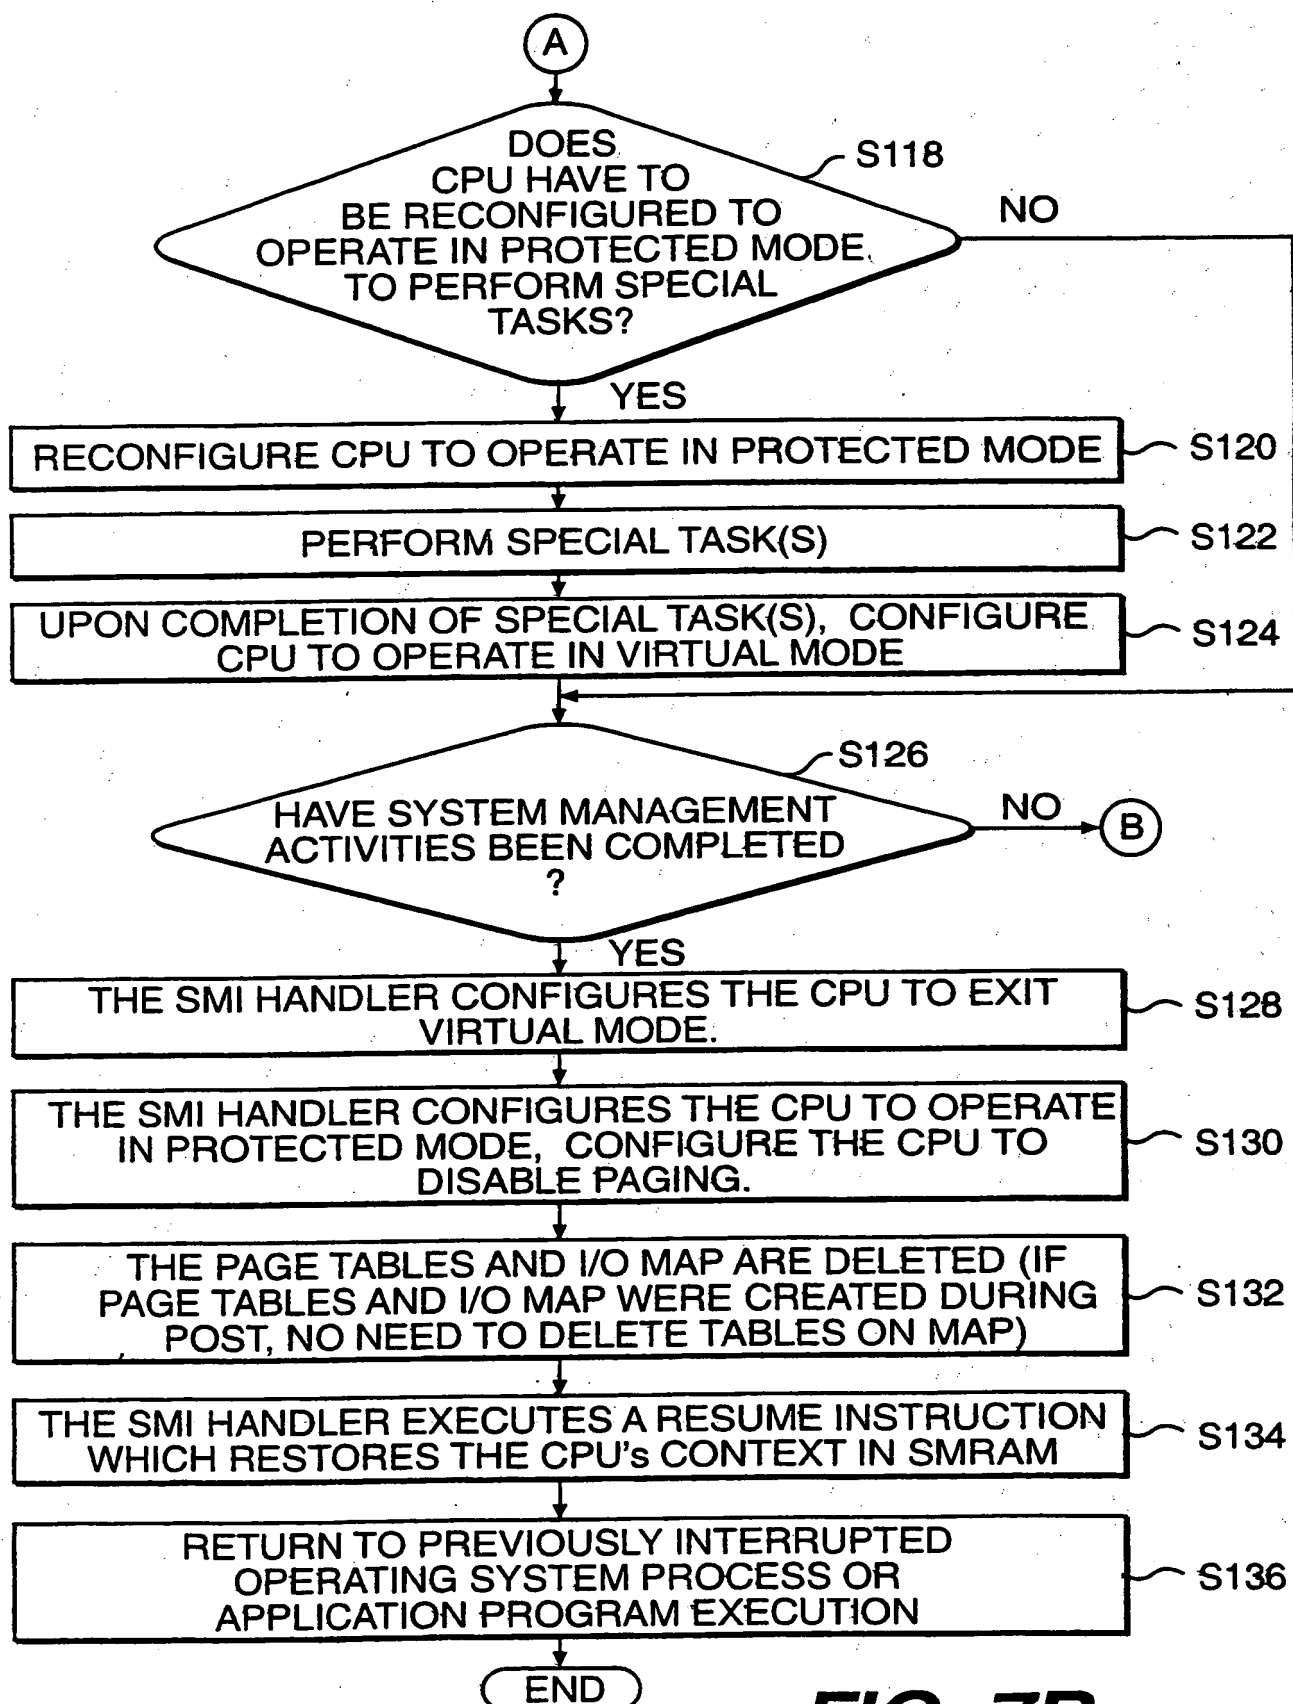 A
DOES
CPU HAVE TO
BE RECONFIGURED TO
OPERATE IN PROTECTED MODE
TO PERFORM SPECIAL
TASKS?
S118
NO
YES
RECONFIGURE CPU TO OPERATE IN PROTECTED MODE
S120
PERFORM SPECIAL TASK(S)
S122
UPON COMPLETION OF SPECIAL TASK(S), CONFIGURE
CPU TO OPERATE IN VIRTUAL MODE
S124
S126
HAVE SYSTEM MANAGEMENT
ACTIVITIES BEEN COMPLETED
?
NO
B
YES
THE SMI HANDLER CONFIGURES THE CPU TO EXIT
VIRTUAL MODE.
S128
THE SMI HANDLER CONFIGURES THE CPU TO OPERATE
IN PROTECTED MODE, CONFIGURE THE CPU TO
DISABLE PAGING.
S130
THE PAGE TABLES AND I/O MAP ARE DELETED (IF
PAGE TABLES AND I/O MAP WERE CREATED DURING
POST, NO NEED TO DELETE TABLES ON MAP)
S132
THE SMI HANDLER EXECUTES A RESUME INSTRUCTION
WHICH RESTORES THE CPU's CONTEXT IN SMRAM
S134
RETURN TO PREVIOUSLY INTERRUPTED
OPERATING SYSTEM PROCESS OR
APPLICATION PROGRAM EXECUTION
S136
END
FIG. 7B